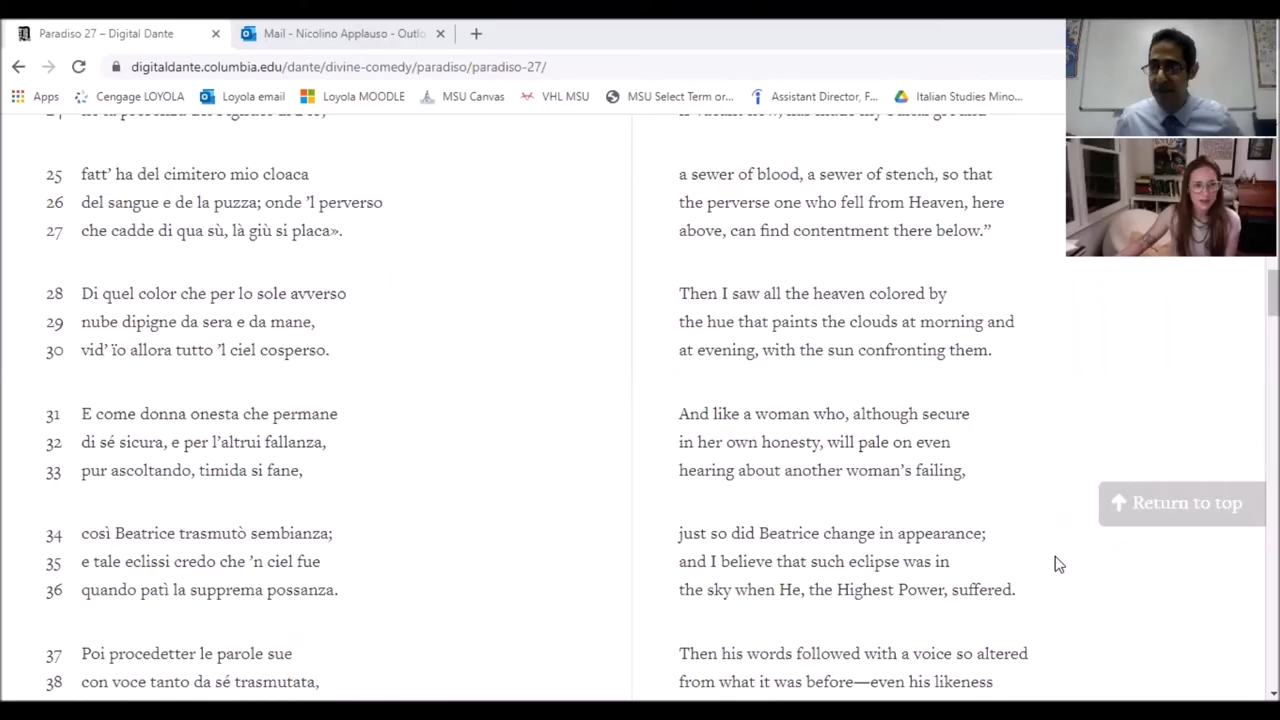 Paradiso 27 – Digital Dante
Mail - Nicolino Applauso - Outlo
digitaldante.columbia.edu/dante/divine-comedy/paradiso/paradiso-27/
Apps Cengage LOYOLA Loyola email Loyola MOODLE MSU Canvas VHL MSU MSU Select Term or... Assistant Director, F... Italian Studies Mino...
25 fatt’ ha del cimitero mio cloaca
26 del sangue e de la puzza; onde ’l perverso
27 che cadde di qua sù, là giù si placa».
28 Di quel color che per lo sole avverso
29 nube dipigne da sera e da mane,
30 vid’ ïo allora tutto ’l ciel cosperso.
31 E come donna onesta che permane
32 di sé sicura, e per l’altrui fallanza,
33 pur ascoltando, timida si fane,
34 così Beatrice trasmutò sembianza;
35 e tale eclissi credo che ’n ciel fue
36 quando patì la supprema possanza.
37 Poi procedetter le parole sue
38 con voce tanto da sé trasmutata,
a sewer of blood, a sewer of stench, so that
the perverse one who fell from Heaven, here
above, can find contentment there below.”
Then I saw all the heaven colored by
the hue that paints the clouds at morning and
at evening, with the sun confronting them.
And like a woman who, although secure
in her own honesty, will pale on even
hearing about another woman’s failing,
just so did Beatrice change in appearance;
and I believe that such eclipse was in
the sky when He, the Highest Power, suffered.
Then his words followed with a voice so altered
from what it was before—even his likeness
Return to top